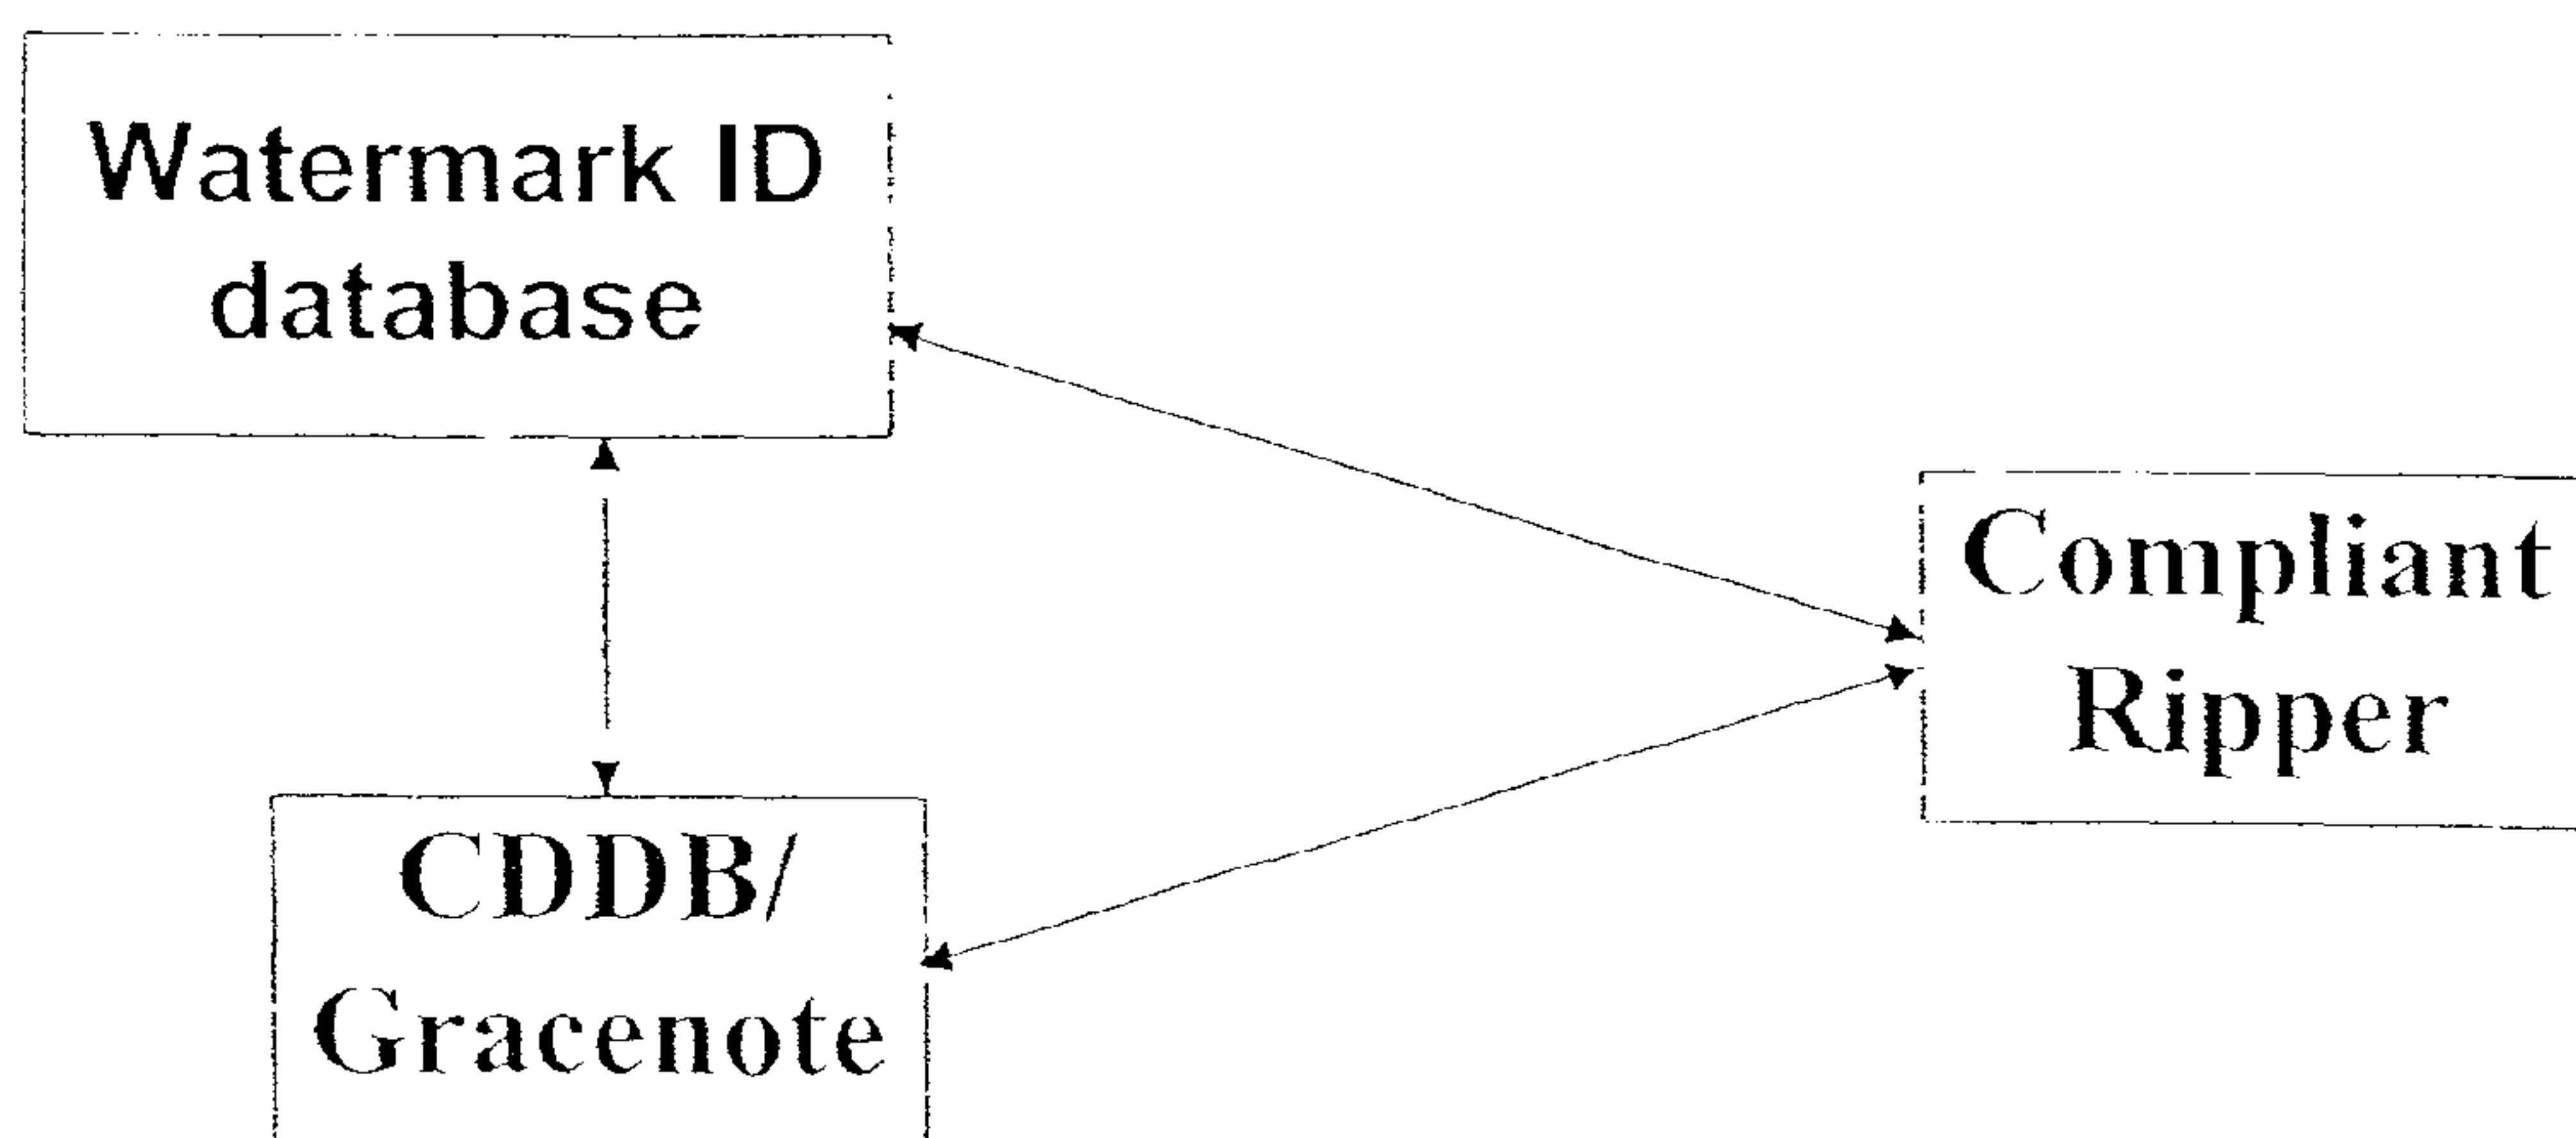 Watermark ID
database
Compliant
Ripper
CDDB/
Gracenote